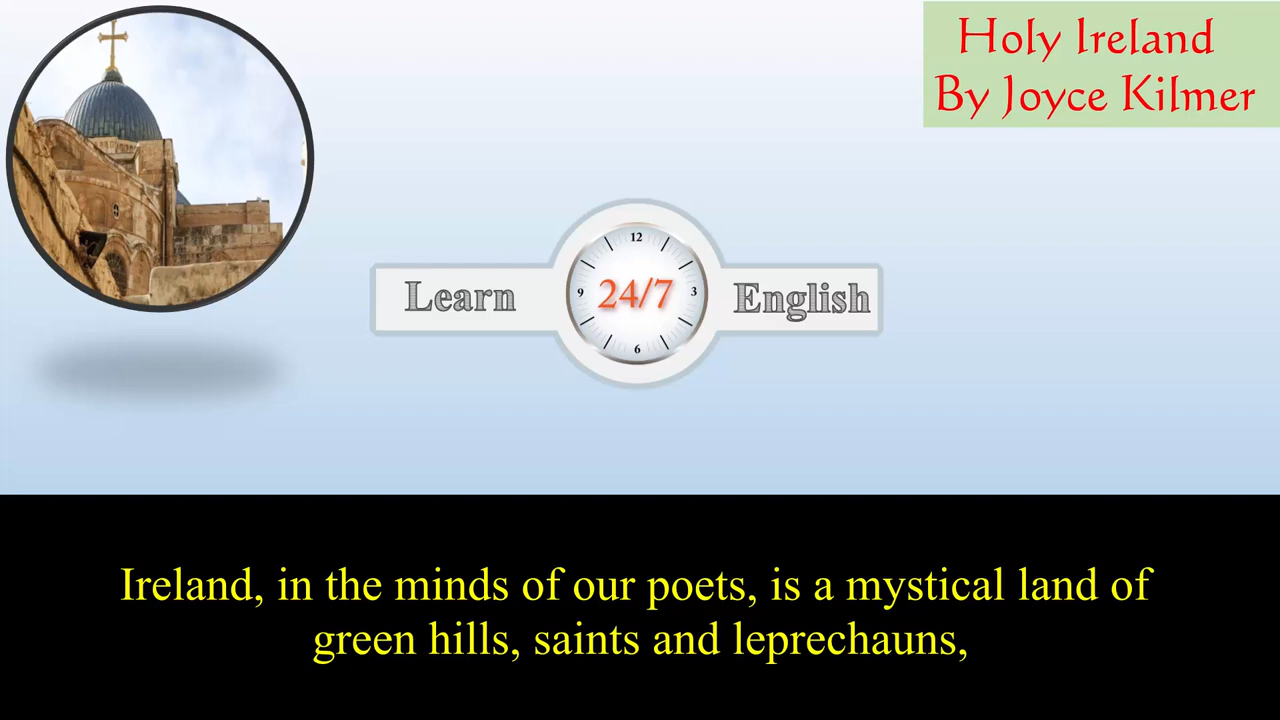 Holy Ireland
By Joyce Kilmer
12
Learn 24/7 English
9 3
6
Ireland, in the minds of our poets, is a mystical land of
green hills, saints and leprechauns,